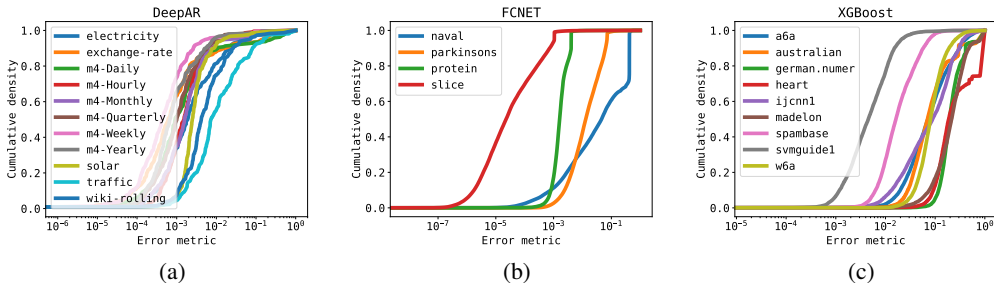 DeepAR
Cumulative density
1.0
0.8
0.6
0.4
0.2
0.0
electricity
exchange-rate
m4-Daily
m4-Hourly
m4-Monthly
m4-Quarterly
m4-Weekly
m4-Yearly
solar
traffic
wiki-rolling
10⁻⁶ 10⁻⁵ 10⁻⁴ 10⁻³ 10⁻² 10⁻¹ 10⁰
Error metric
(a)
FCNET
Cumulative density
1.0
0.8
0.6
0.4
0.2
0.0
naval
parkinsons
protein
slice
10⁻⁷ 10⁻⁵ 10⁻³ 10⁻¹
Error metric
(b)
XGBoost
Cumulative density
1.0
0.8
0.6
0.4
0.2
0.0
a6a
australian
german.numer
heart
ijcnn1
madelon
spambase
svmguide1
w6a
10⁻⁵ 10⁻⁴ 10⁻³ 10⁻² 10⁻¹ 10⁰
Error metric
(c)